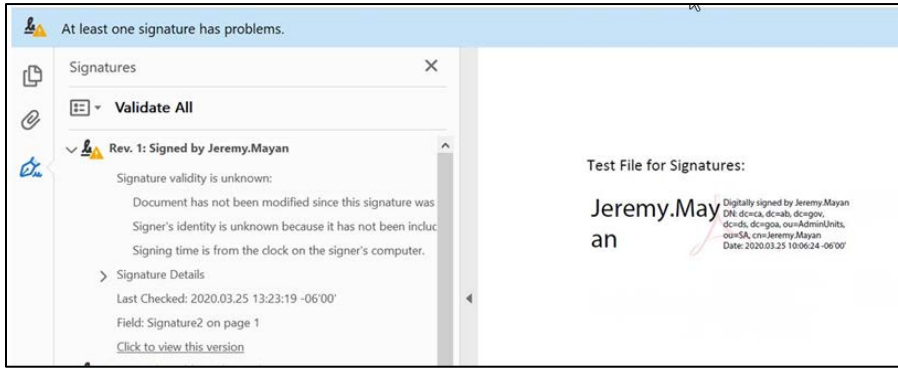 At least one signature has problems.
Signatures
Validate All
Rev. 1: Signed by Jeremy.Mayan
Signature validity is unknown:
Document has not been modified since this signature was
Signer's identity is unknown because it has not been incluc
Signing time is from the clock on the signer's computer.
Signature Details
Last Checked: 2020.03.25 13:23:19 -06'00'
Field: Signature2 on page 1
Click to view this version
Test File for Signatures:
Jeremy.May
an
Digitally signed by Jeremy.Mayan
DN: dc=ca, dc=ab, dc=gov,
dc=ds, dc=goa, ou=AdminUnits,
ou=SA, cn=Jeremy.Mayan
Date: 2020.03.25 10:06:24 -06'00'